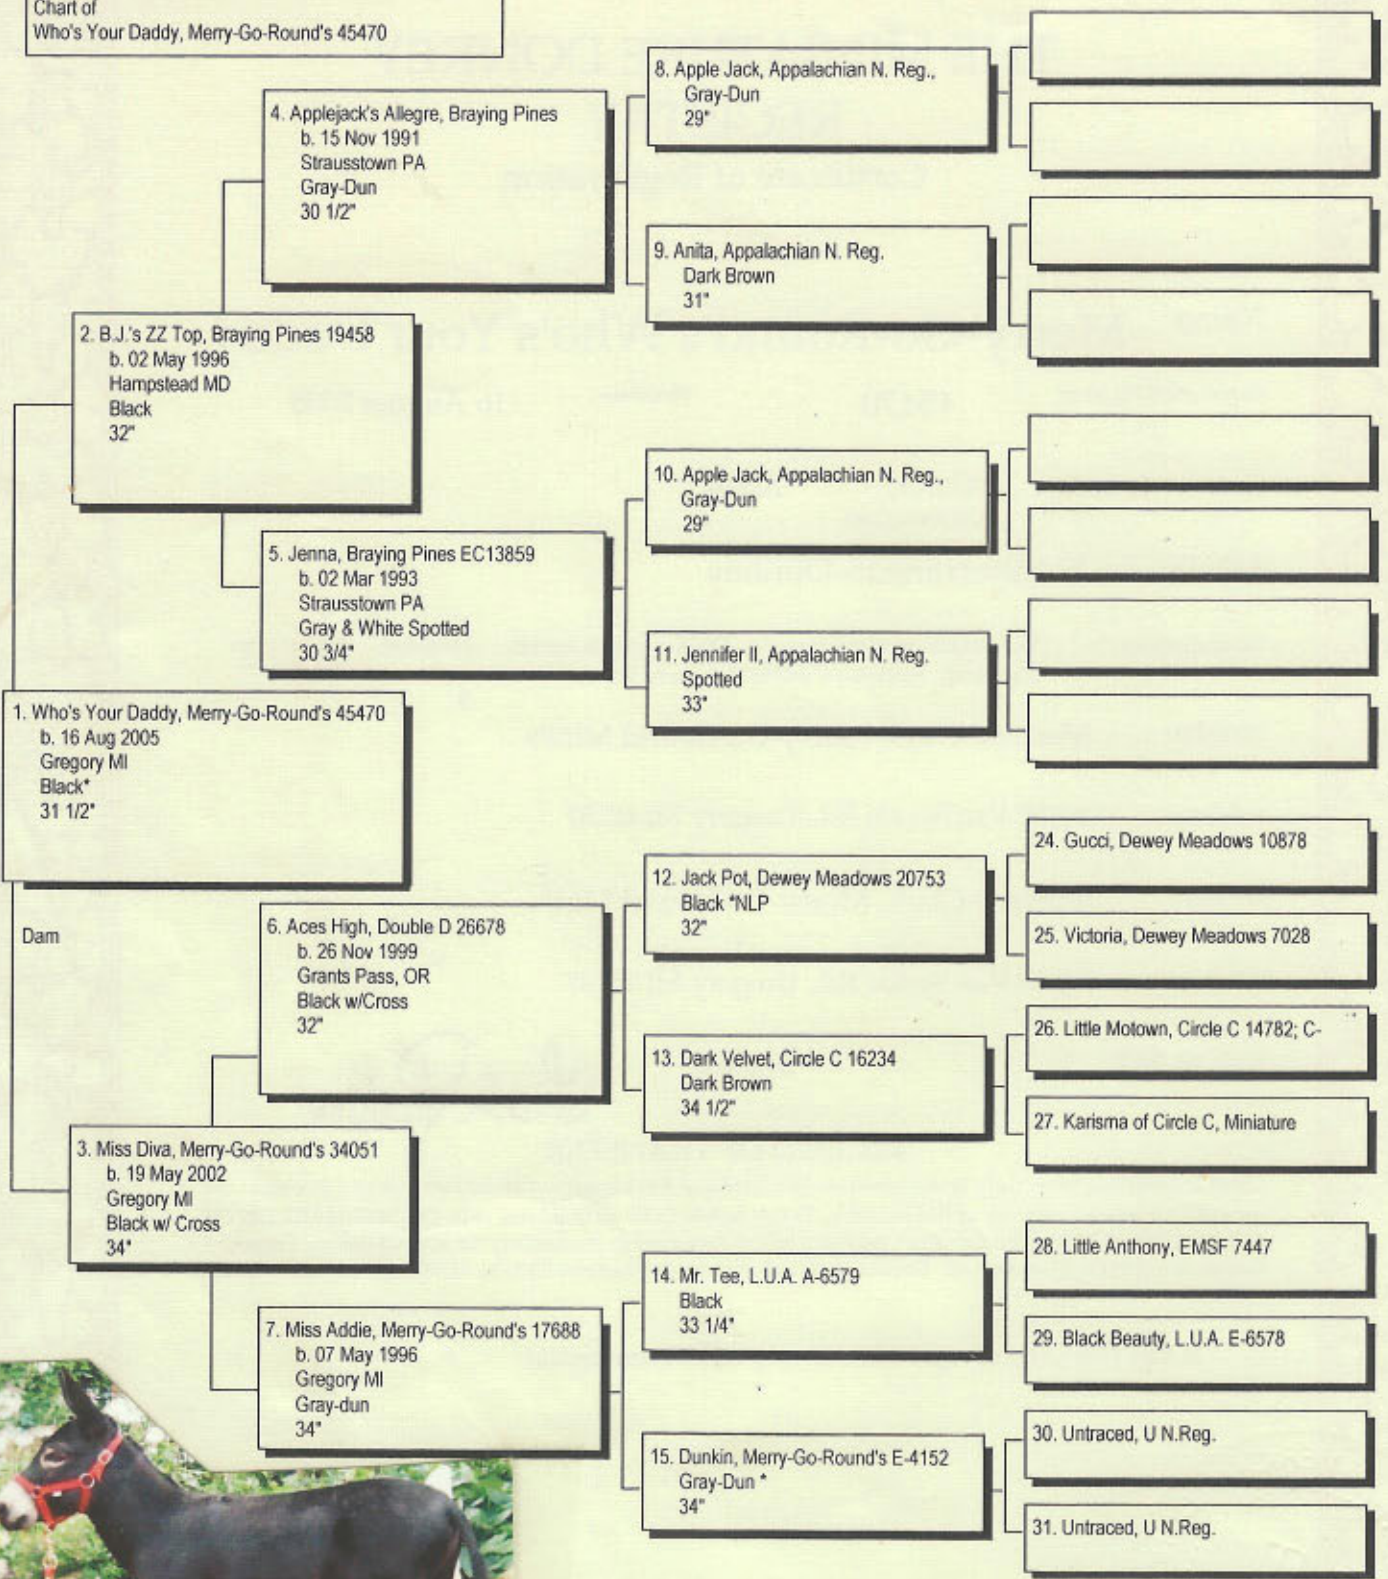 Chart of
Who's Your Daddy, Merry-Go-Round's 45470
8. Apple Jack, Appalachian N. Reg.,
Gray-Dun
29"
4. Applejack's Allegre, Braying Pines
b. 15 Nov 1991
Strausstown PA
Gray-Dun
30 1/2"
9. Anita, Appalachian N. Reg.
Dark Brown
31"
2. B.J.'s ZZ Top, Braying Pines 19458
b. 02 May 1996
Hampstead MD
Black
32"
10. Apple Jack, Appalachian N. Reg.,
Gray-Dun
29"
5. Jenna, Braying Pines EC13859
b. 02 Mar 1993
Strausstown PA
Gray & White Spotted
30 3/4"
11. Jennifer II, Appalachian N. Reg.
Spotted
33"
1. Who's Your Daddy, Merry-Go-Round's 45470
b. 16 Aug 2005
Gregory MI
Black*
31 1/2"
24. Gucci, Dewey Meadows 10878
12. Jack Pot, Dewey Meadows 20753
Black *NLP
32"
25. Victoria, Dewey Meadows 7028
6. Aces High, Double D 26678
b. 26 Nov 1999
Grants Pass, OR
Black w/Cross
32"
Dam
26. Little Motown, Circle C 14782; C-
13. Dark Velvet, Circle C 16234
Dark Brown
34 1/2"
27. Karisma of Circle C, Miniature
3. Miss Diva, Merry-Go-Round's 34051
b. 19 May 2002
Gregory MI
Black w/ Cross
34"
28. Little Anthony, EMSF 7447
14. Mr. Tee, L.U.A. A-6579
Black
33 1/4"
29. Black Beauty, L.U.A. E-6578
7. Miss Addie, Merry-Go-Round's 17688
b. 07 May 1996
Gregory MI
Gray-dun
34"
30. Untraced, U N.Reg.
15. Dunkin, Merry-Go-Round's E-4152
Gray-Dun *
34"
31. Untraced, U N.Reg.